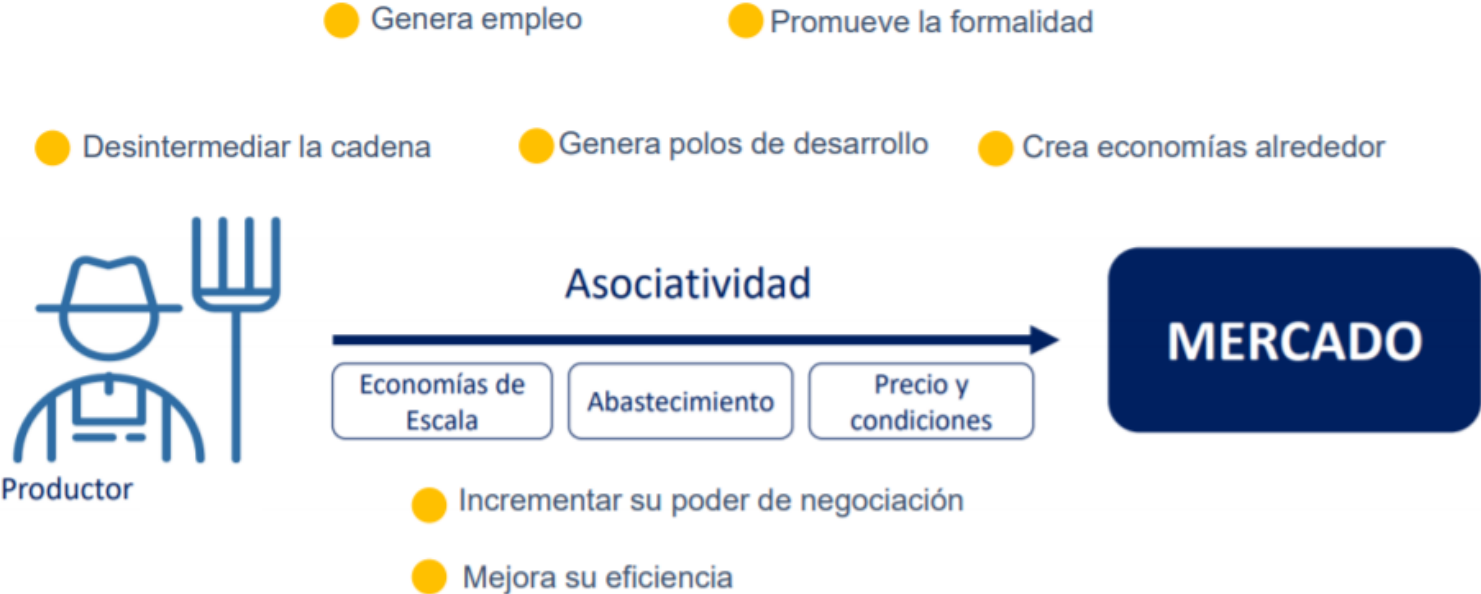 Genera empleo
Promueve la formalidad
Desintermediar la cadena
Genera polos de desarrollo
Crea economías alrededor
Asociatividad
MERCADO
Economías de
Escala
Abastecimiento
Precio y
condiciones
Productor
Incrementar su poder de negociación
Mejora su eficiencia